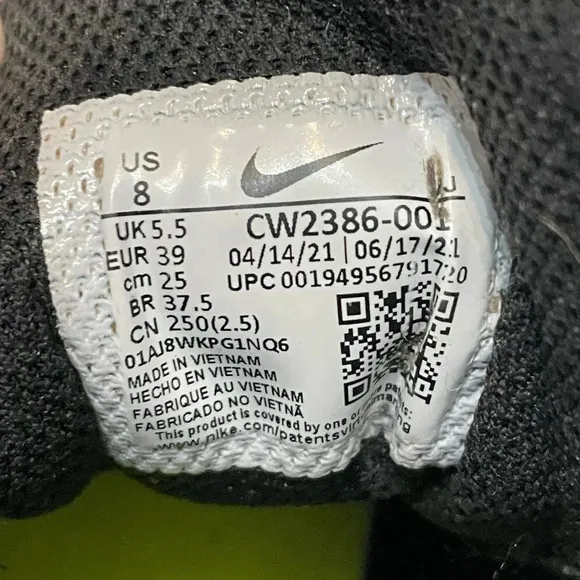 US
8
UK 5.5
EUR 39
cm 25
BR 37.5
CN 250(2.5)
01AJ8WKPG1NQ6
MADE IN VIETNAM
HECHO EN VIETNAM
FABRIQUE AU VIETNAM
FABRICADO NO VIETNÃ
This product is covered by one
www.nike.com/patents
CW2386-001
04/14/21 | 06/17/21
UPC